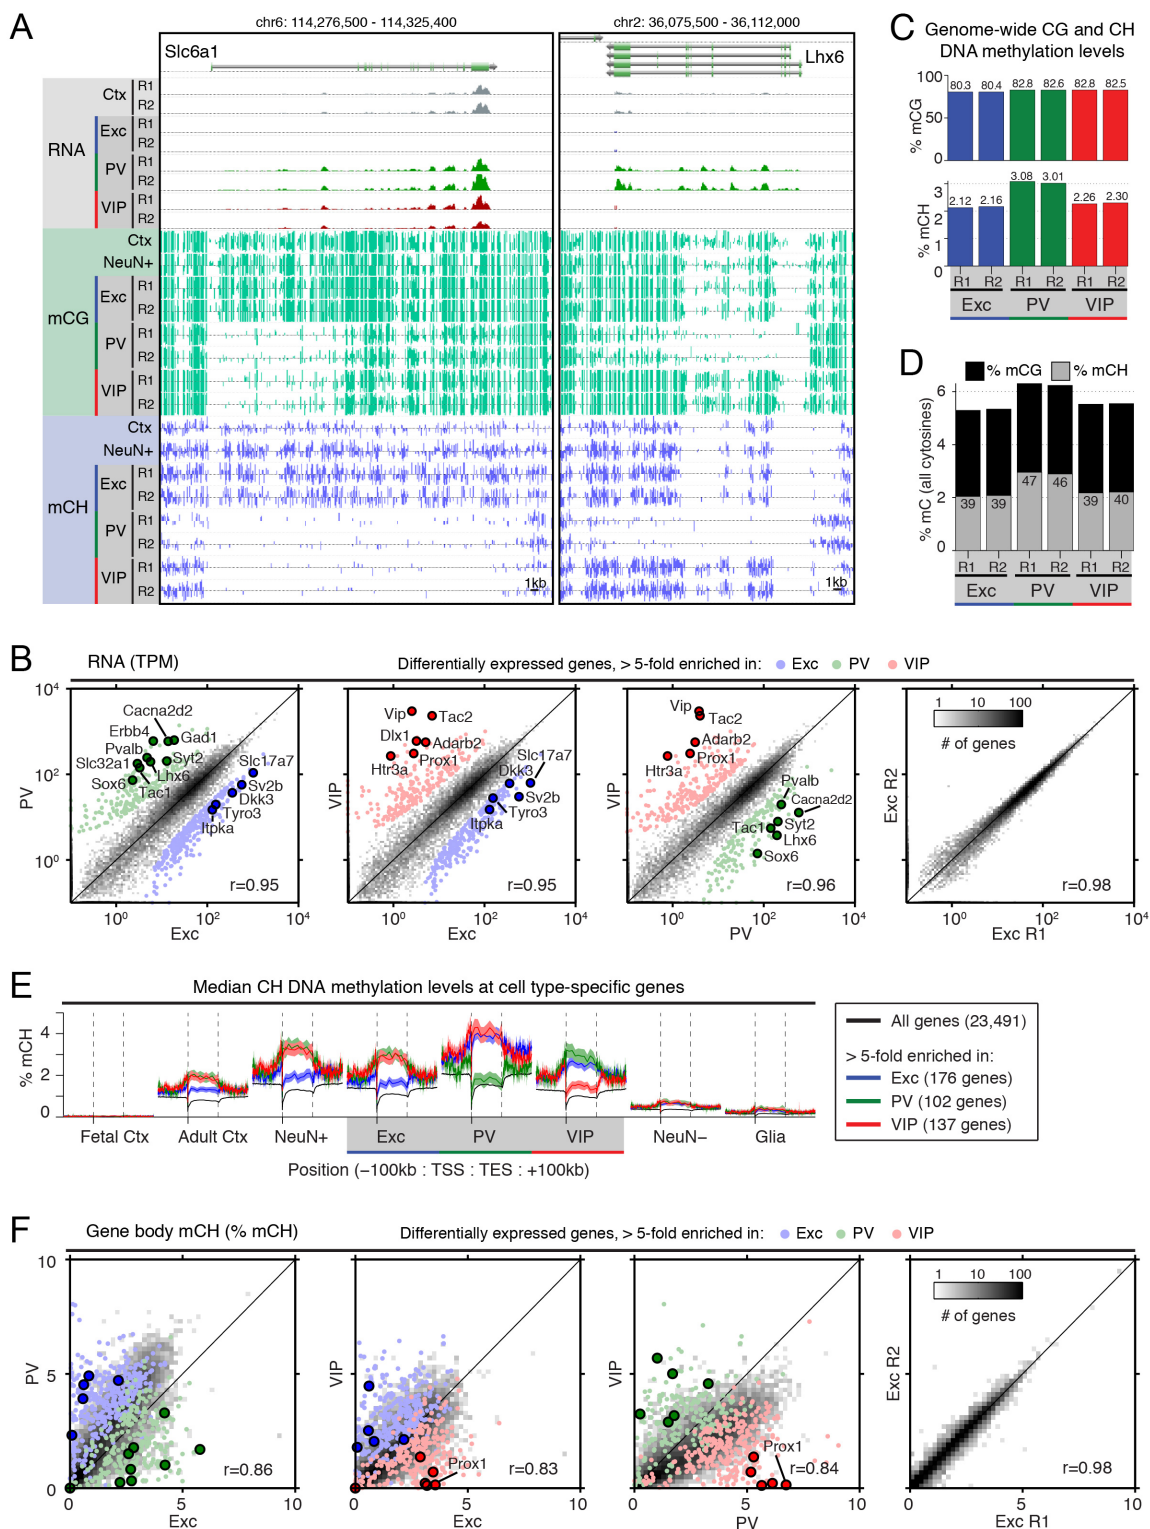 A
chr6: 114,276,500 - 114,325,400
chr2: 36,075,500 - 36,112,000
Slc6a1
Lhx6
RNA
Ctx R1
R2
Exc R1
R2
PV R1
R2
VIP R1
R2
mCG
Ctx
NeuN+
Exc R1
R2
PV R1
R2
VIP R1
R2
mCH
Ctx
NeuN+
Exc R1
R2
PV R1
R2
VIP R1
R2
1kb
1kb
C
Genome-wide CG and CH
DNA methylation levels
% mCG
100
50
0
80.3 80.4 82.8 82.6 82.8 82.5
% mCH
3
2
1
0
2.12 2.16 3.08 3.01 2.26 2.30
R1 R2 R1 R2 R1 R2
Exc PV VIP
D
% mCG % mCH
% mC (all cytosines)
6
4
2
0
39 39 47 46 39 40
R1 R2 R1 R2 R1 R2
Exc PV VIP
B
RNA (TPM)
Differentially expressed genes, > 5-fold enriched in: Exc PV VIP
PV
10⁴
10²
10⁰
Cacna2d2
Erbb4
Gad1
Pvalb
Syt2
Slc32a1
Lhx6
Sox6
Tac1
Slc17a7
Sv2b
Dkk3
Tyro3
Itpka
r=0.95
10⁰ 10² 10⁴
Exc
VIP
Vip
Tac2
Dlx1
Adarb2
Prox1
Htr3a
Slc17a7
Dkk3
Sv2b
Tyro3
Itpka
r=0.95
10⁰ 10² 10⁴
Exc
VIP
Vip
Tac2
Adarb2
Prox1
Htr3a
Pvalb
Cacna2d2
Tac1
Syt2
Lhx6
Sox6
r=0.96
10⁰ 10² 10⁴
PV
Exc R2
1 10 100
# of genes
r=0.98
10⁰ 10² 10⁴
Exc R1
E
Median CH DNA methylation levels at cell type-specific genes
% mCH
4
2
0
Fetal Ctx Adult Ctx NeuN+ Exc PV VIP NeuN− Glia
Position (−100kb : TSS : TES : +100kb)
All genes (23,491)
> 5-fold enriched in:
Exc (176 genes)
PV (102 genes)
VIP (137 genes)
F
Gene body mCH (% mCH)
Differentially expressed genes, > 5-fold enriched in: Exc PV VIP
PV
10
5
0
r=0.86
0 5 10
Exc
VIP
Prox1
r=0.83
0 5 10
Exc
VIP
Prox1
r=0.84
0 5 10
PV
Exc R2
1 10 100
# of genes
r=0.98
0 5 10
Exc R1